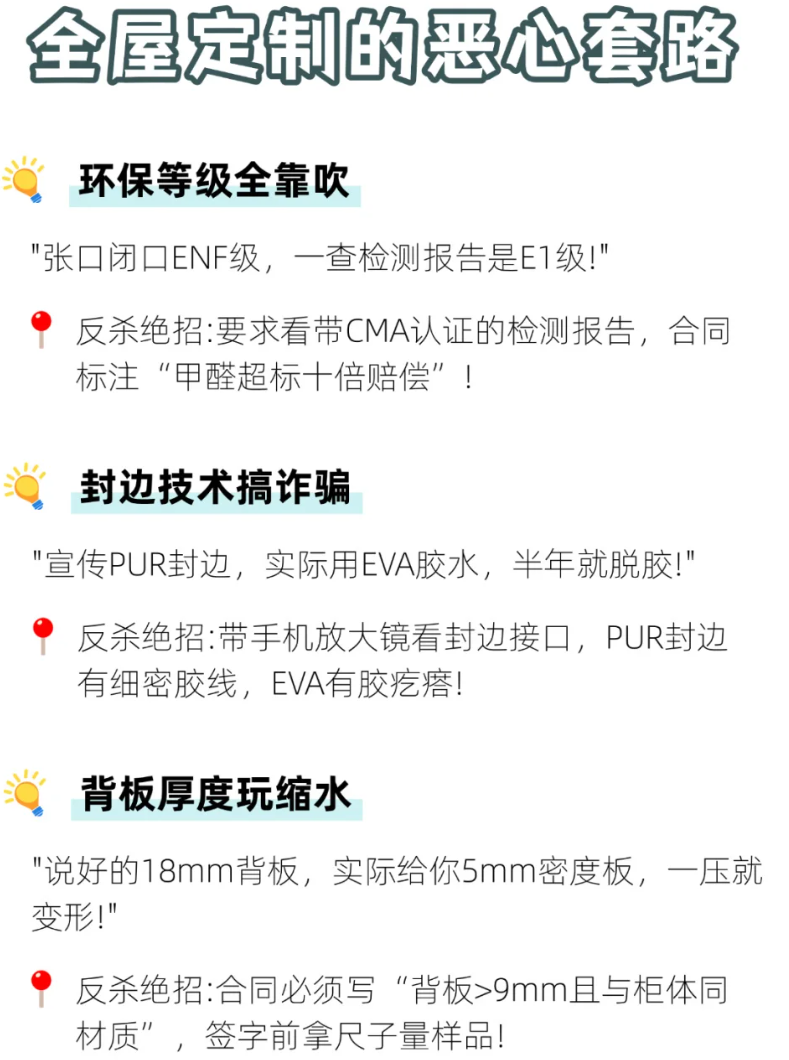 全屋定制的恶心套路
环保等级全靠吹
"张口闭口ENF级，一查检测报告是E1级!"
反杀绝招:要求看带CMA认证的检测报告，合同
标注“甲醛超标十倍赔偿”！
封边技术搞诈骗
"宣传PUR封边，实际用EVA胶水，半年就脱胶!"
反杀绝招:带手机放大镜看封边接口，PUR封边
有细密胶线，EVA有胶疙瘩!
背板厚度玩缩水
"说好的18mm背板，实际给你5mm密度板，一压就
变形!"
反杀绝招:合同必须写“背板>9mm且与柜体同
材质”，签字前拿尺子量样品!